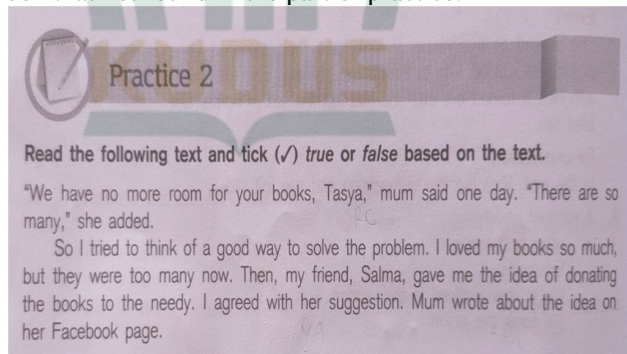 Practice 2
KUDUS
Read the following text and tick (✓) true or false based on the text.
“We have no more room for your books, Tasya,” mum said one day. “There are so
many,” she added.
So I tried to think of a good way to solve the problem. I loved my books so much,
but they were too many now. Then, my friend, Salma, gave me the idea of donating
the books to the needy. I agreed with her suggestion. Mum wrote about the idea on
her Facebook page.